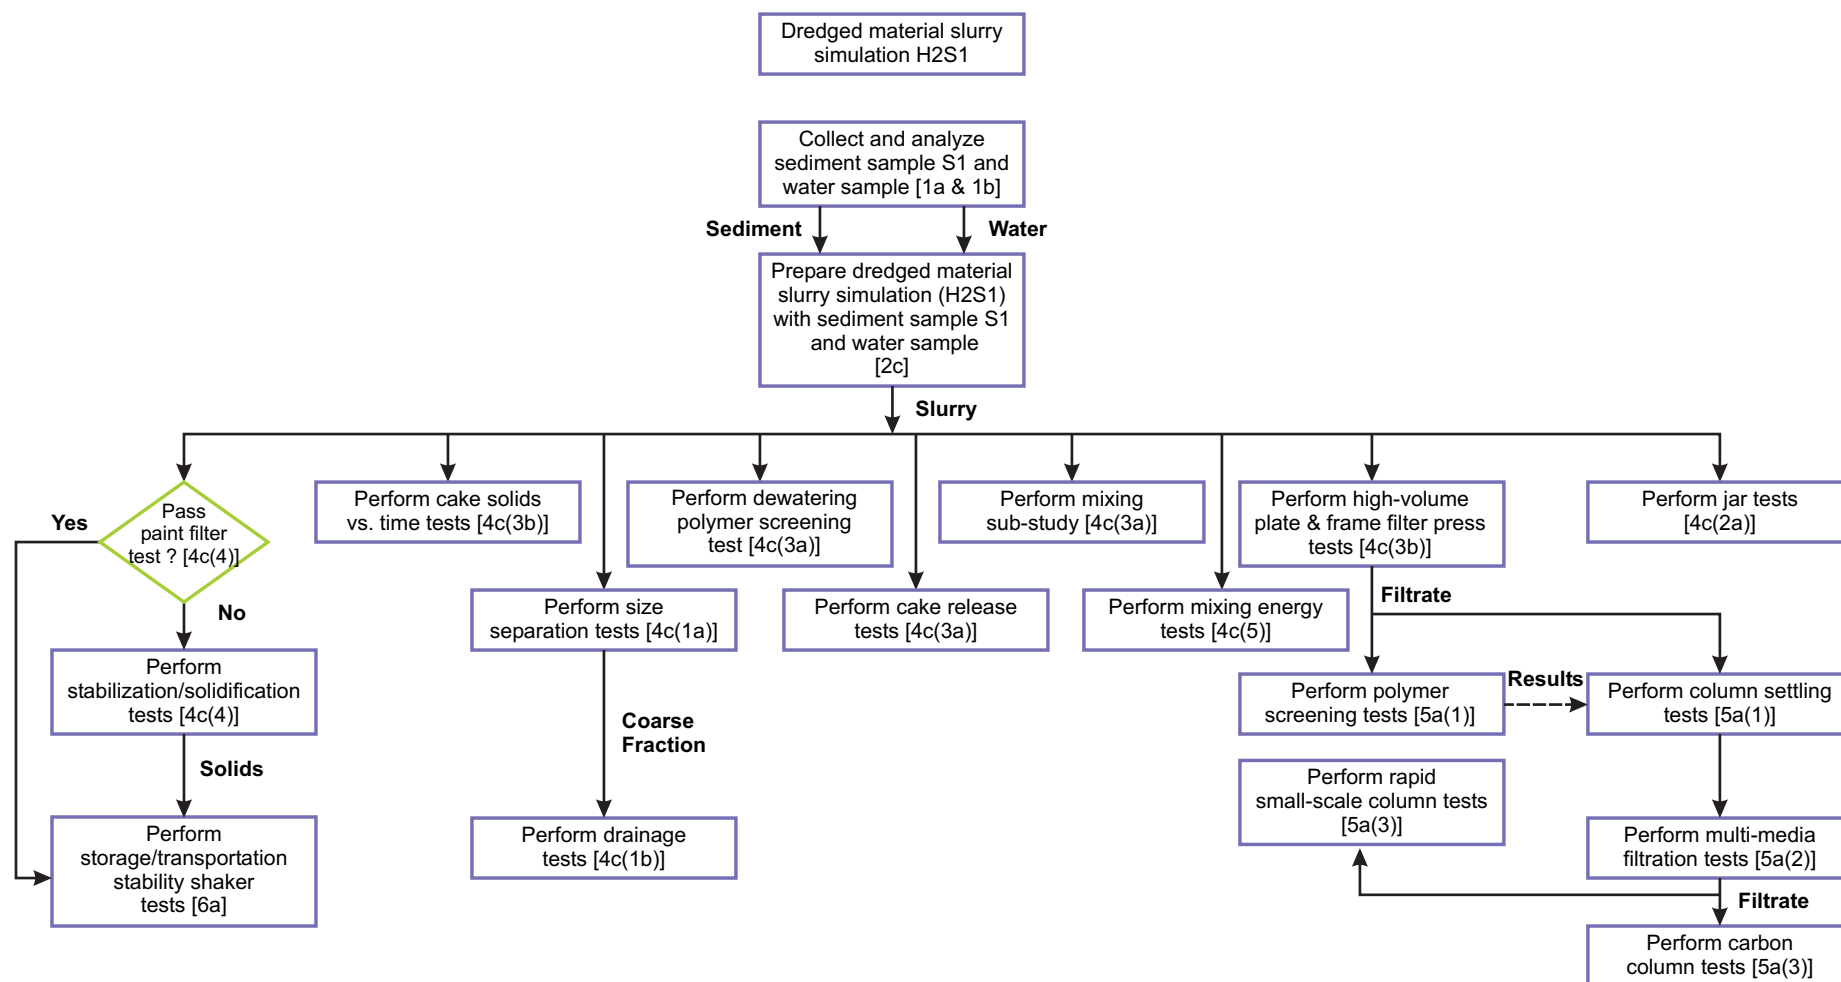 Dredged material slurry
simulation H2S1
Collect and analyze
sediment sample S1 and
water sample [1a & 1b]
Sediment
Water
Prepare dredged material
slurry simulation (H2S1)
with sediment sample S1
and water sample
[2c]
Slurry
Pass
paint filter
test ? [4c(4)]
Yes
No
Perform cake solids
vs. time tests [4c(3b)]
Perform dewatering
polymer screening
test [4c(3a)]
Perform mixing
sub-study [4c(3a)]
Perform high-volume
plate & frame filter press
tests [4c(3b)]
Perform jar tests
[4c(2a)]
Perform size
separation tests [4c(1a)]
Perform cake release
tests [4c(3a)]
Perform mixing energy
tests [4c(5)]
Filtrate
Perform
stabilization/solidification
tests [4c(4)]
Solids
Coarse
Fraction
Perform polymer
screening tests [5a(1)]
Results
Perform column settling
tests [5a(1)]
Perform
storage/transportation
stability shaker
tests [6a]
Perform drainage
tests [4c(1b)]
Perform rapid
small-scale column tests
[5a(3)]
Perform multi-media
filtration tests [5a(2)]
Filtrate
Perform carbon
column tests [5a(3)]